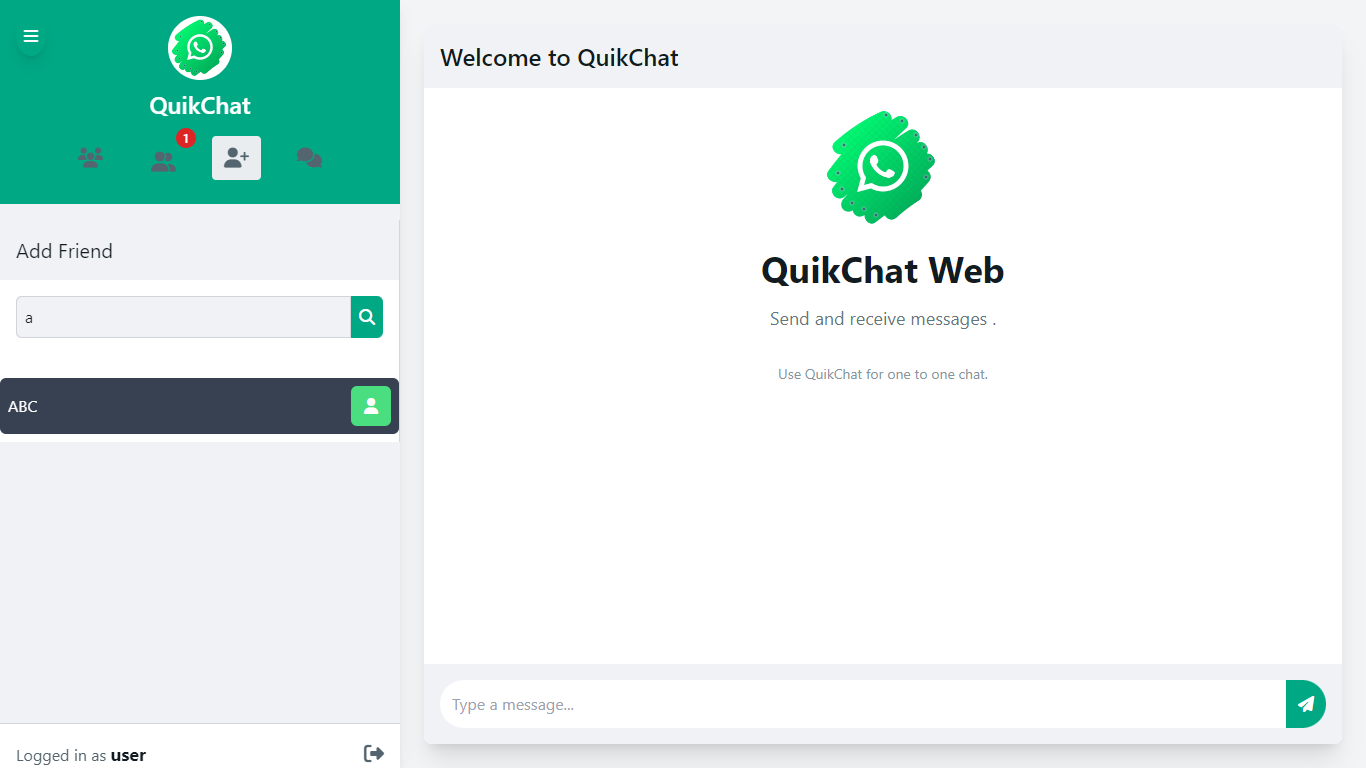 QuikChat
1
Add Friend
a
ABC
Logged in as user
Welcome to QuikChat
QuikChat Web
Send and receive messages .
Use QuikChat for one to one chat.
Type a message...